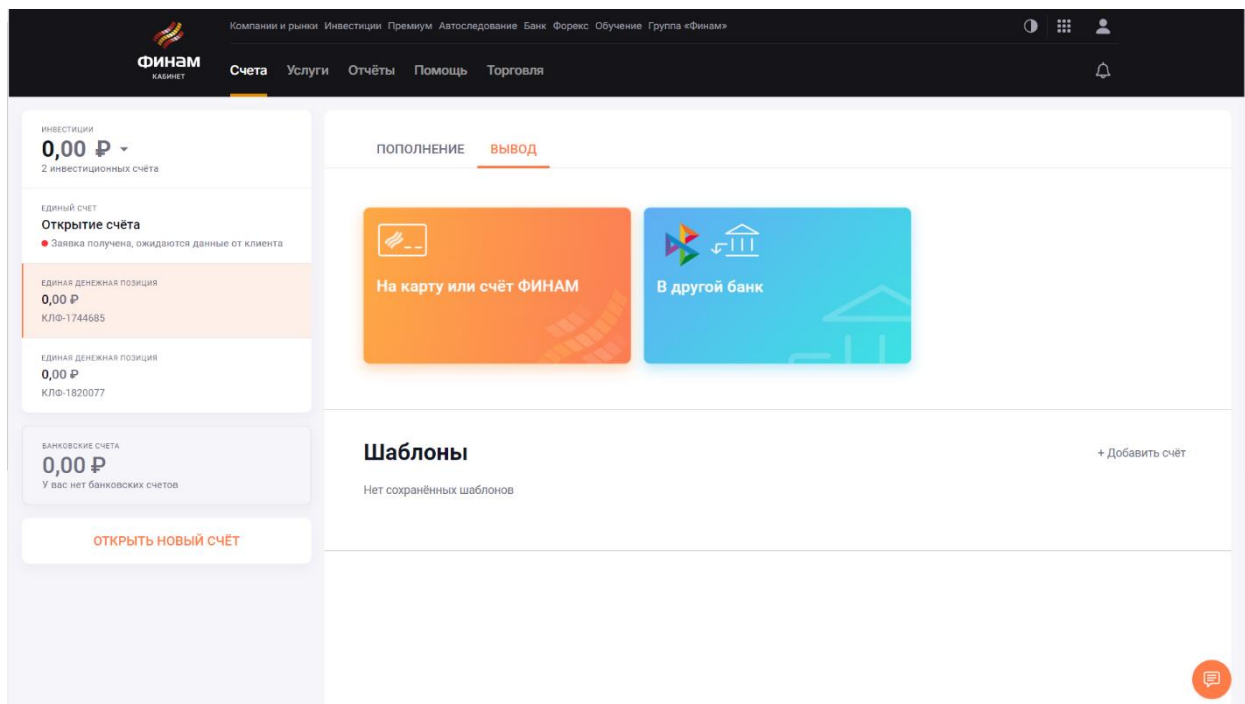 Компании и рынки Инвестиции Премиум Автоследование Банк Форекс Обучение Группа «Финам»
ФИНАМ
КАБИНЕТ
Счета Услуги Отчёты Помощь Торговля
ИНВЕСТИЦИИ
0,00 ₽
2 инвестиционных счёта
ЕДИНЫЙ СЧЕТ
Открытие счёта
Заявка получена, ожидаются данные от клиента
ЕДИНАЯ ДЕНЕЖНАЯ ПОЗИЦИЯ
0,00 ₽
КЛФ-1744685
ЕДИНАЯ ДЕНЕЖНАЯ ПОЗИЦИЯ
0,00 ₽
КЛФ-1820077
БАНКОВСКИЕ СЧЕТА
0,00 ₽
У вас нет банковских счетов
ОТКРЫТЬ НОВЫЙ СЧЁТ
ПОПОЛНЕНИЕ ВЫВОД
На карту или счёт ФИНАМ
В другой банк
Шаблоны
+ Добавить счёт
Нет сохранённых шаблонов